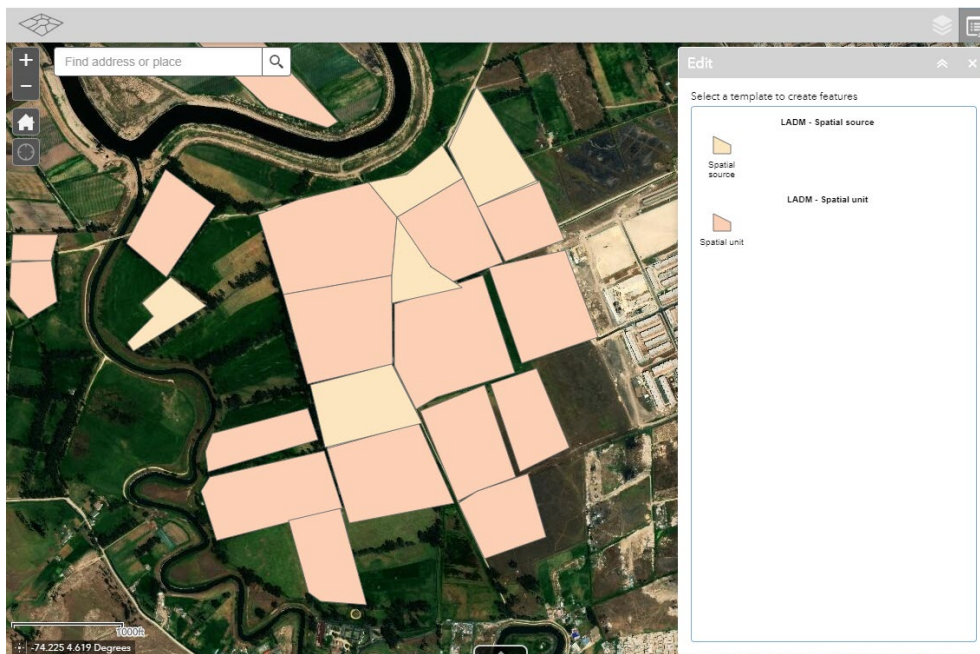 +
Find address or place
−
Edit
×
Select a template to create features
LADM - Spatial source
Spatial
source
LADM - Spatial unit
Spatial unit
1000ft
-74.225 4.619 Degrees